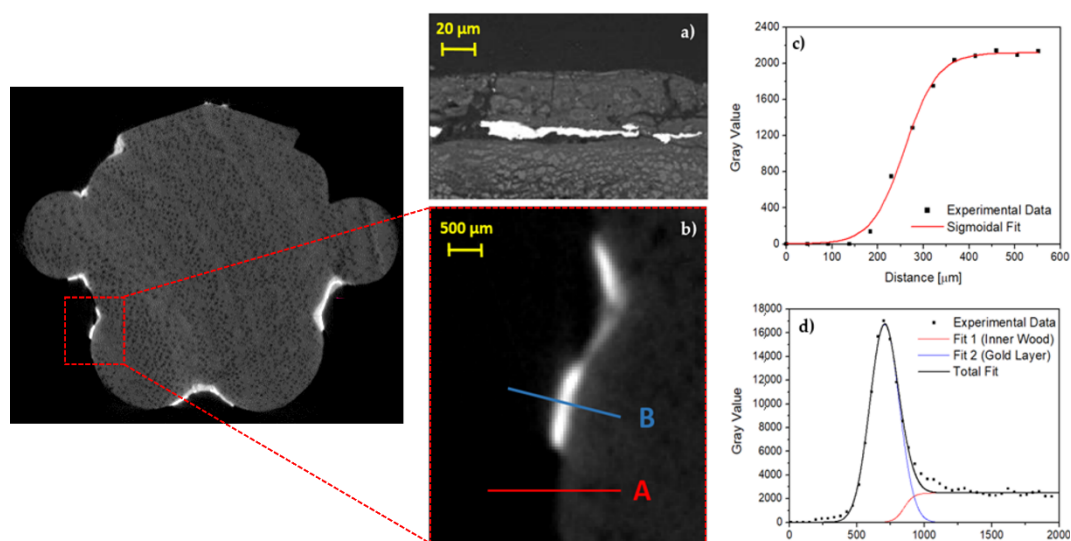 20 µm
a)
500 µm
b)
B
A
c)
2400
2000
1600
1200
800
400
0
Gray Value
Experimental Data
Sigmoidal Fit
0 100 200 300 400 500 600
Distance [µm]
d)
18000
16000
14000
12000
10000
8000
6000
4000
2000
0
Gray Value
Experimental Data
Fit 1 (Inner Wood)
Fit 2 (Gold Layer)
Total Fit
0 500 1000 1500 2000